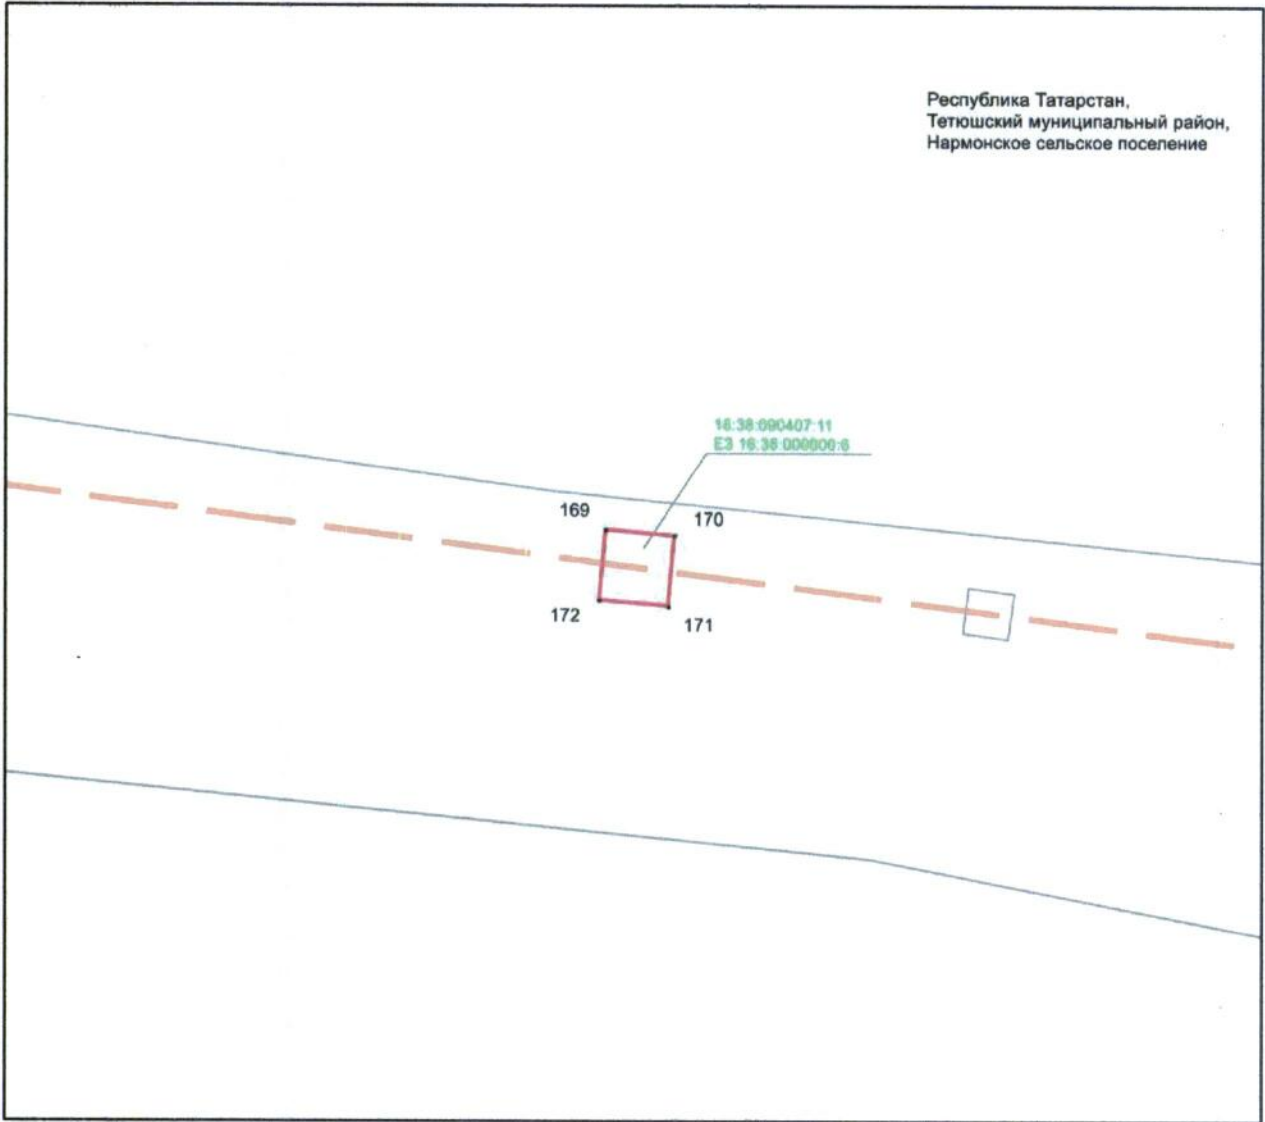 Республика Татарстан,
Тетюшский муниципальный район,
Нармонское сельское поселение
16:38:090407:11
ЕЗ 16:38:000000:6
169
170
172
171